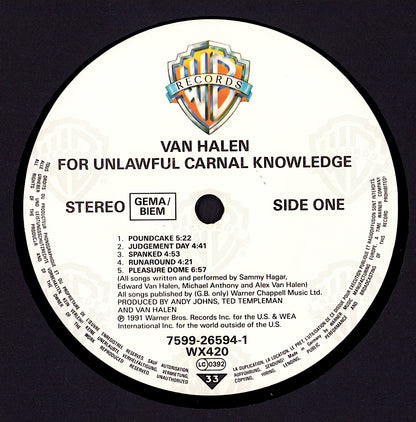 WB
RECORDS
VAN HALEN
FOR UNLAWFUL CARNAL KNOWLEDGE
STEREO GEMA/BIEM SIDE ONE
1. POUNDCAKE 5:22
2. JUDGEMENT DAY 4:41
3. SPANKED 4:53
4. RUNAROUND 4:21
5. PLEASURE DOME 6:57
(All songs written and performed by Sammy Hagar,
Edward Van Halen, Michael Anthony and Alex Van Halen)
All songs published by (G.B. only) Warner Chappell Music Ltd.
PRODUCED BY ANDY JOHNS, TED TEMPLEMAN
AND VAN HALEN
℗ 1991 Warner Bros. Records Inc. for the U.S. & WEA
International Inc. for the world outside of the U.S.
7599-26594-1
WX420
LC 0392
33